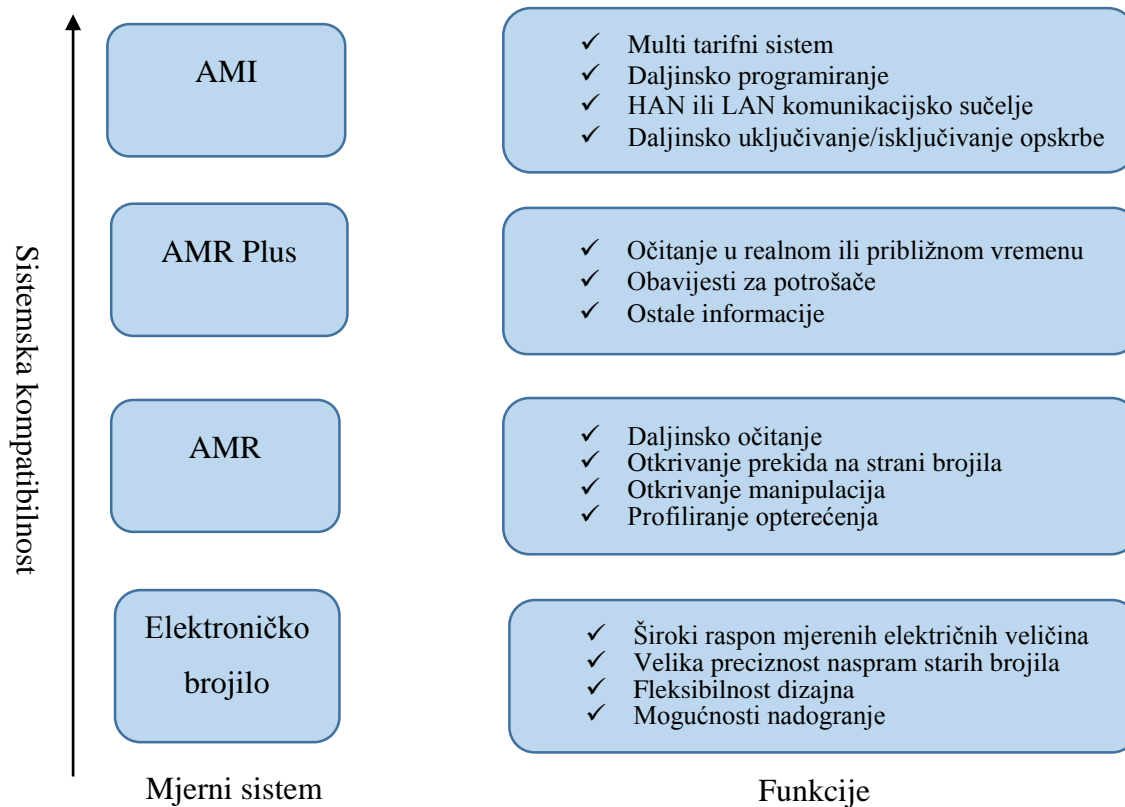 AMI
Multi tarifni sistem
Daljinsko programiranje
HAN ili LAN komunikacijsko sučelje
Daljinsko uključivanje/isključivanje opskrbe
AMR Plus
Očitanje u realnom ili približnom vremenu
Obavijesti za potrošače
Ostale informacije
AMR
Daljinsko očitanje
Otkrivanje prekida na strani brojila
Otkrivanje manipulacija
Profiliranje opterećenja
Elektroničko
brojilo
Široki raspon mjerenih električnih veličina
Velika preciznost naspram starih brojila
Fleksibilnost dizajna
Mogućnosti nadogranje
Sistemska kompatibilnost
Mjerni sistem
Funkcije